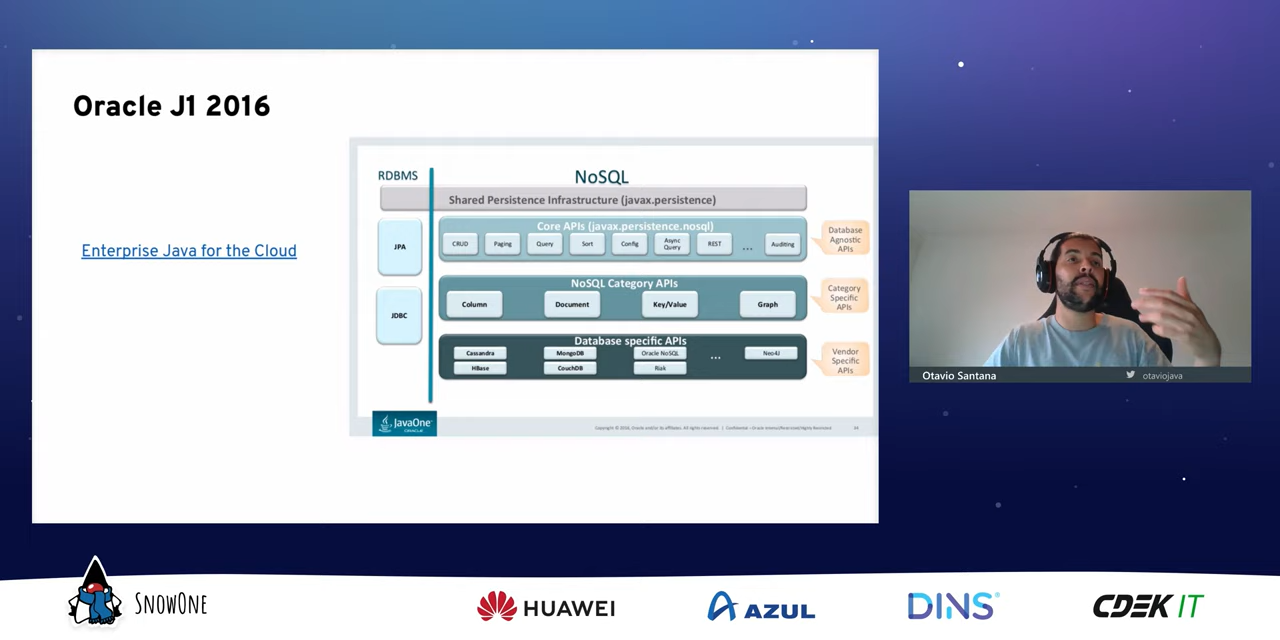 Oracle J1 2016
Enterprise Java for the Cloud
RDBMS
NoSQL
Shared Persistence Infrastructure (javax.persistence)
JPA
JDBC
Core APIs (javax.persistence.nosql)
CRUD
Paging
Query
Sort
Config
Async
Query
REST
...
Auditing
Database
Agnostic
APIs
NoSQL Category APIs
Column
Document
Key/Value
Graph
Category
Specific
APIs
Database specific APIs
Cassandra
MongoDB
Oracle NoSQL
...
Neo4J
HBase
CouchDB
Riak
Vendor
Specific
APIs
JavaOne
ORACLE
Otavio Santana
otaviojava
SnowOne
HUAWEI
AZUL
DINS
CDEK IT